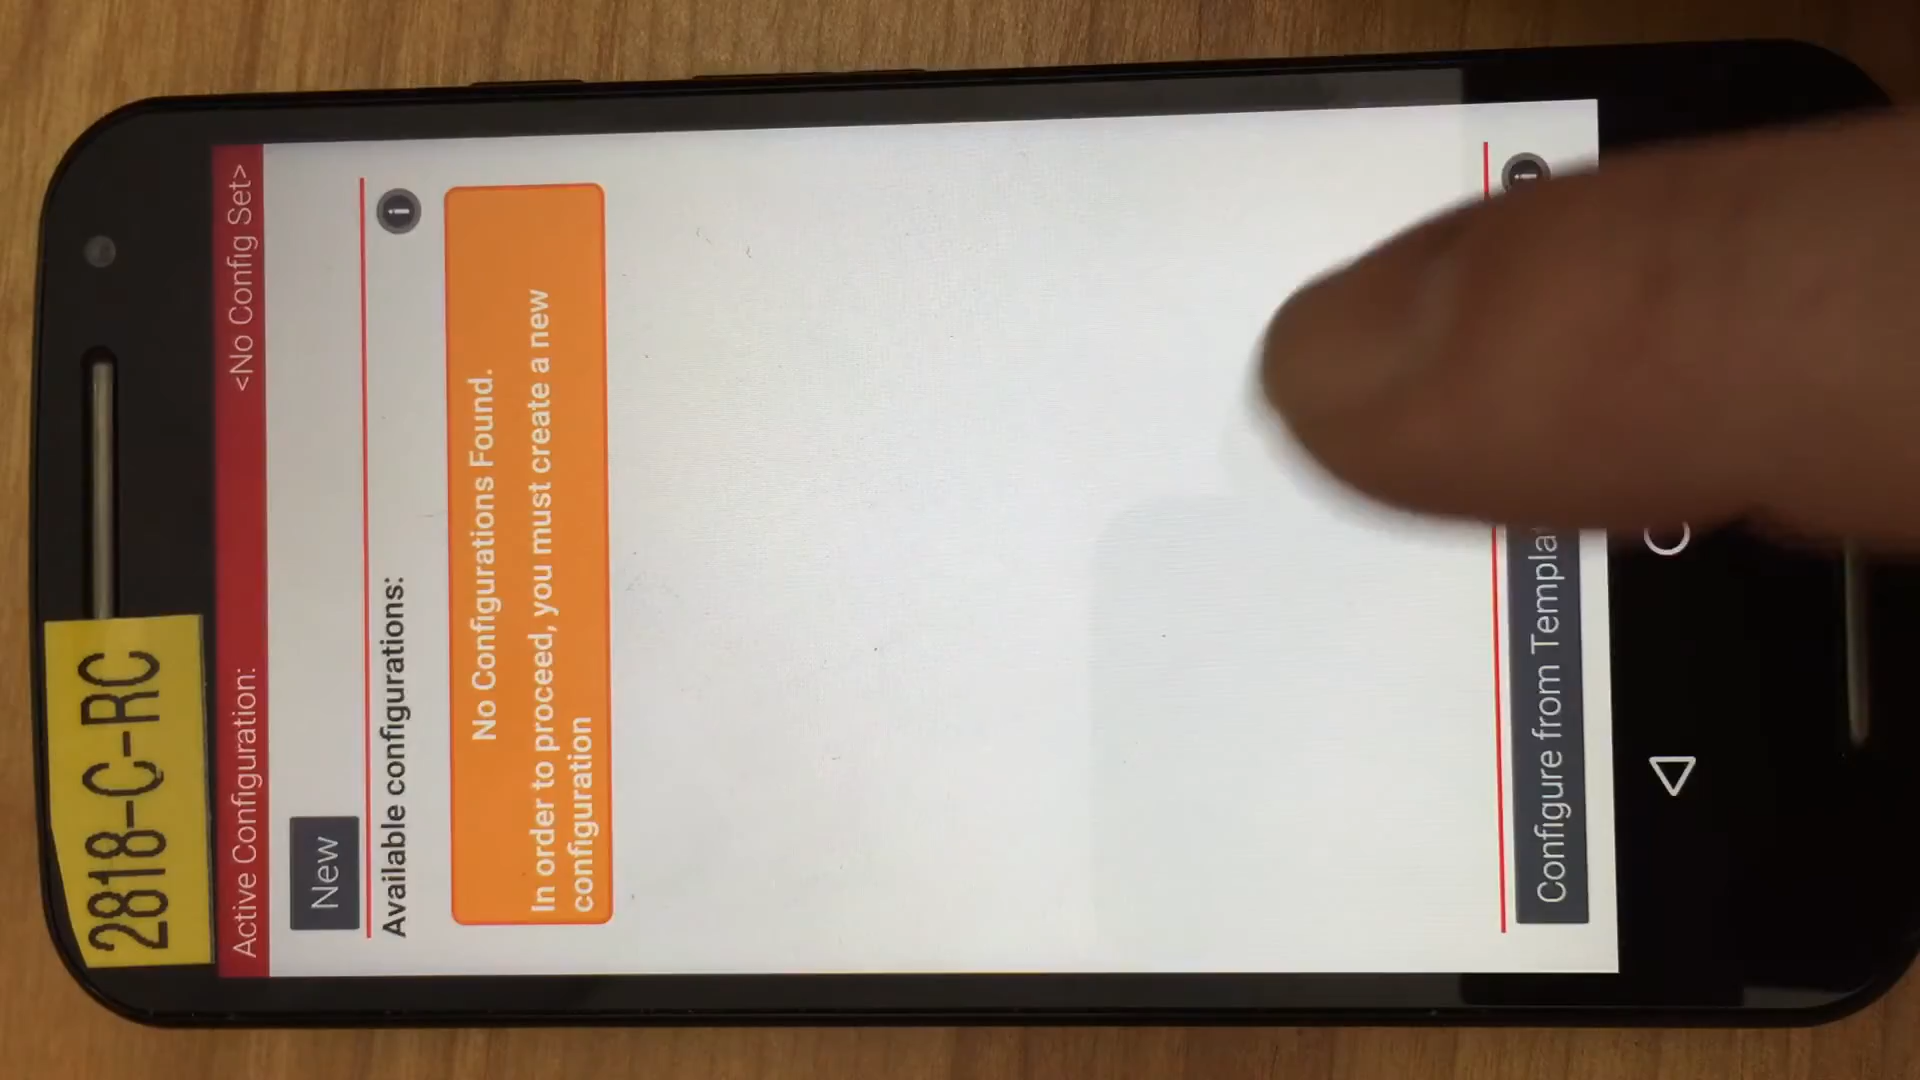 2818-C-RC
Active Configuration: <No Config Set>
New
Available configurations:
No Configurations Found.
In order to proceed, you must create a new
configuration
Configure from